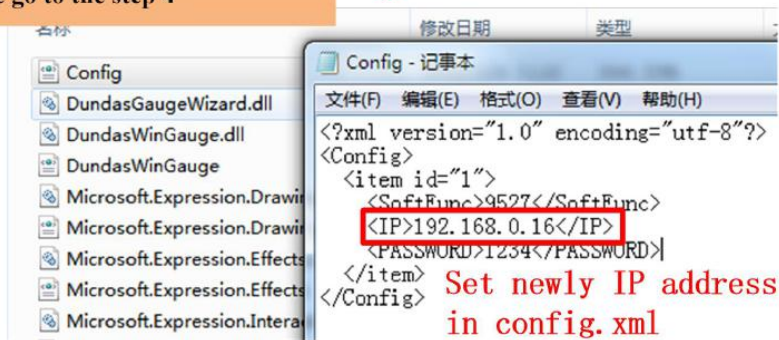 go to the step
名称
修改日期
类型
Config
DundasGaugeWizard.dll
DundasWinGauge.dll
DundasWinGauge
Microsoft.Expression.Drawin
Microsoft.Expression.Drawin
Microsoft.Expression.Effects
Microsoft.Expression.Effects
Microsoft.Expression.Intera
Config - 记事本
文件(F) 编辑(E) 格式(O) 查看(V) 帮助(H)
<?xml version="1.0" encoding="utf-8"?>
<Config>
<item id="1">
<SoftFunc>9527</SoftFunc>
<IP>192.168.0.16</IP>
<PASSWORD>1234</PASSWORD>
</item>
</Config>
Set newly IP address
in config.xml